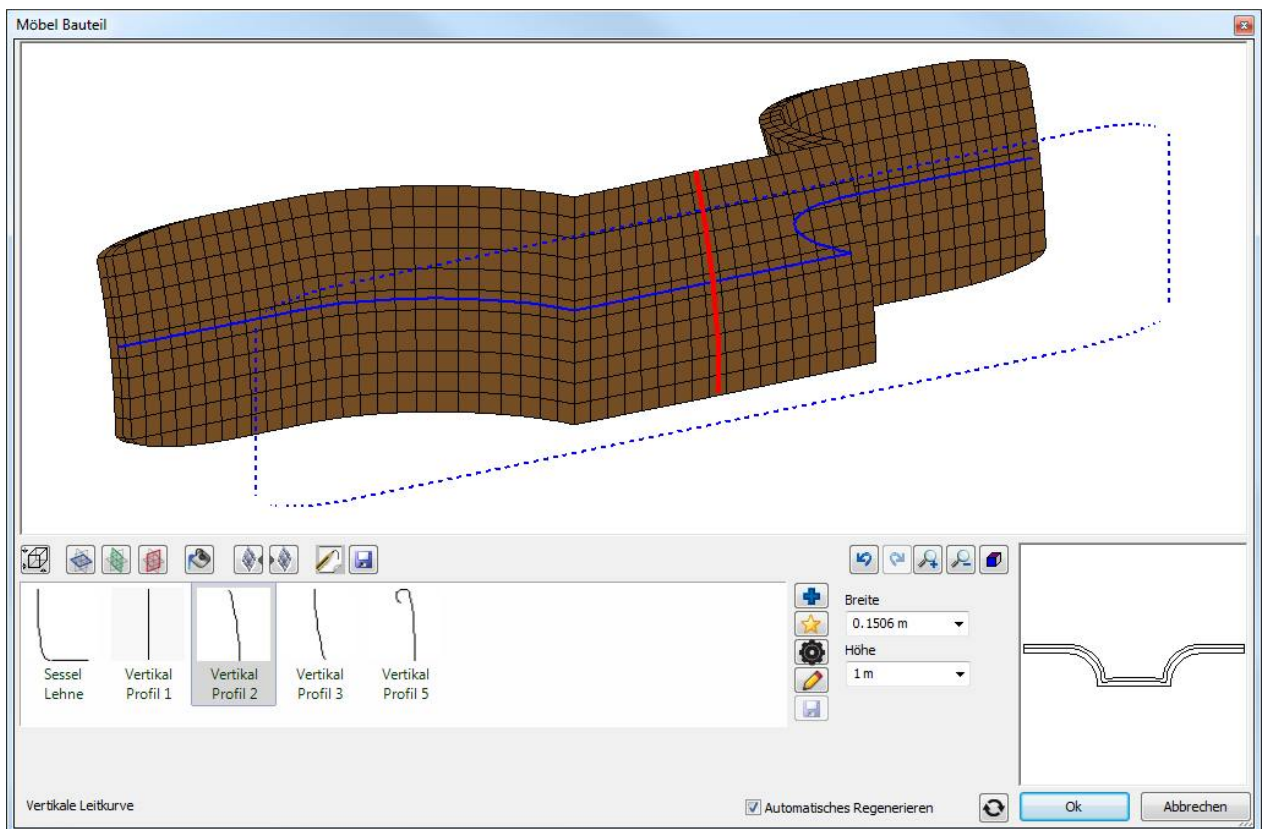 Möbel Bauteil
Breite
0.1506 m
Höhe
1 m
Sessel
Lehne
Vertikal
Profil 1
Vertikal
Profil 2
Vertikal
Profil 3
Vertikal
Profil 5
Vertikale Leitkurve
Automatisches Regenerieren
Ok
Abbrechen